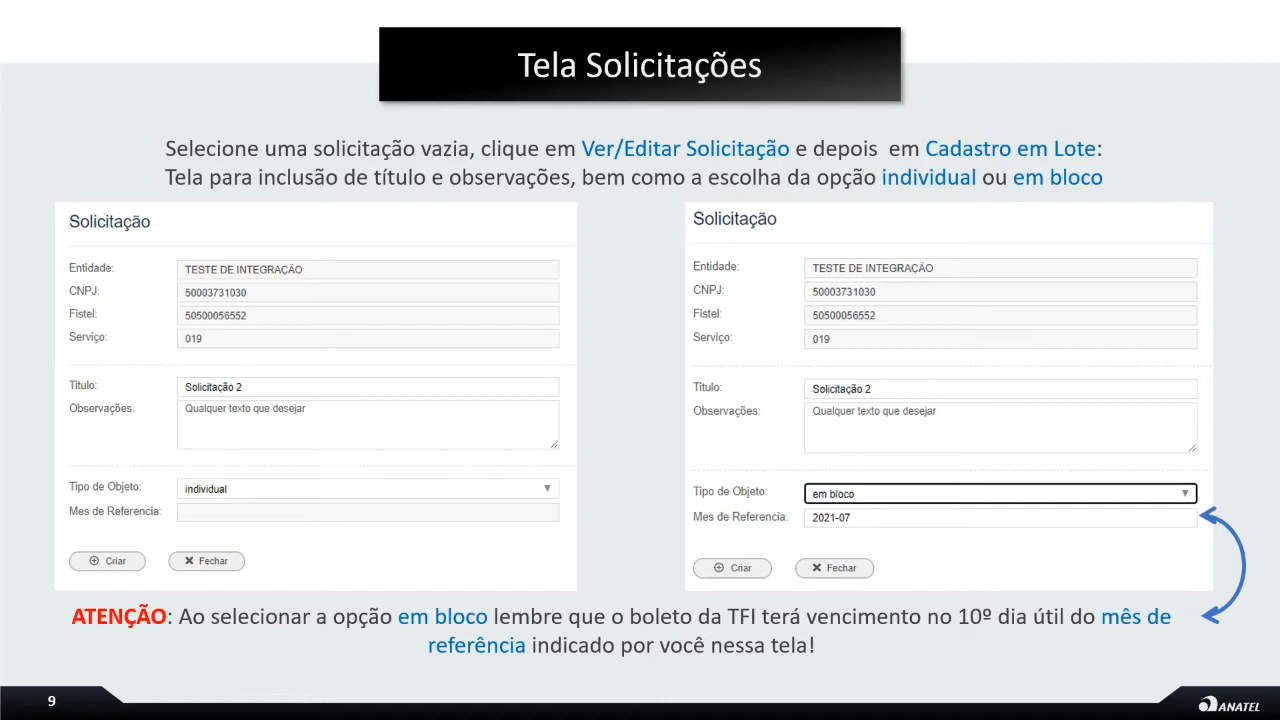 Tela Solicitações
Selecione uma solicitação vazia, clique em Ver/Editar Solicitação e depois em Cadastro em Lote:
Tela para inclusão de título e observações, bem como a escolha da opção individual ou em bloco
Solicitação
Entidade: TESTE DE INTEGRAÇÃO
CNPJ: 50003731030
Fistel: 50500056552
Serviço: 019
Titulo: Solicitação 2
Observações: Qualquer texto que desejar
Tipo de Objeto: individual
Mes de Referencia:
Criar Fechar
Solicitação
Entidade: TESTE DE INTEGRAÇÃO
CNPJ: 50003731030
Fistel: 50500056552
Serviço: 019
Titulo: Solicitação 2
Observações: Qualquer texto que desejar
Tipo de Objeto: em bloco
Mes de Referencia: 2021-07
Criar Fechar
ATENÇÃO: Ao selecionar a opção em bloco lembre que o boleto da TFI terá vencimento no 10º dia útil do mês de
referência indicado por você nessa tela!
9
ANATEL